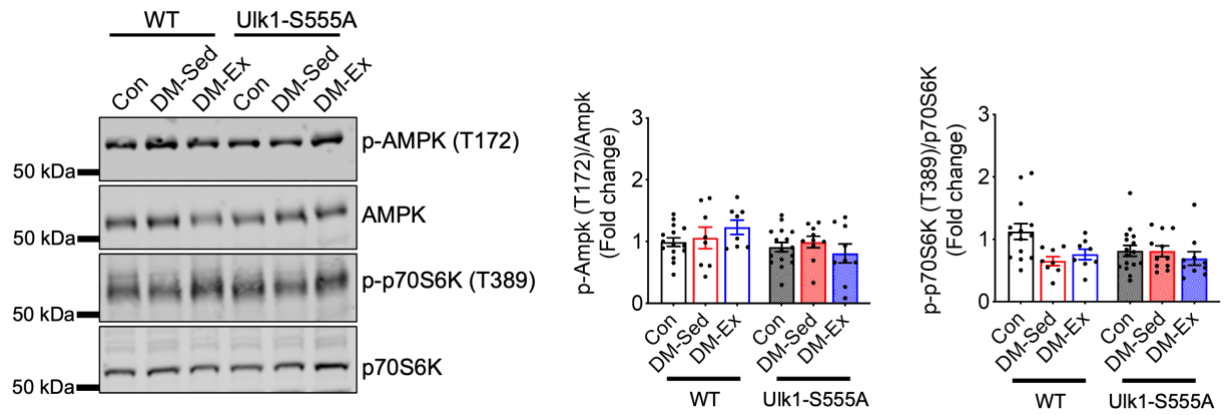 WT Ulk1-S555A
Con DM-Sed DM-Ex Con DM-Sed DM-Ex
p-AMPK (T172)
50 kDa
AMPK
50 kDa
p-p70S6K (T389)
50 kDa
p70S6K
50 kDa
p-Ampk (T172)/Ampk
(Fold change)
3
2
1
0
Con DM-Sed DM-Ex Con DM-Sed DM-Ex
WT Ulk1-S555A
p-p70S6K (T389)/p70S6K
(Fold change)
3
2
1
0
Con DM-Sed DM-Ex Con DM-Sed DM-Ex
WT Ulk1-S555A